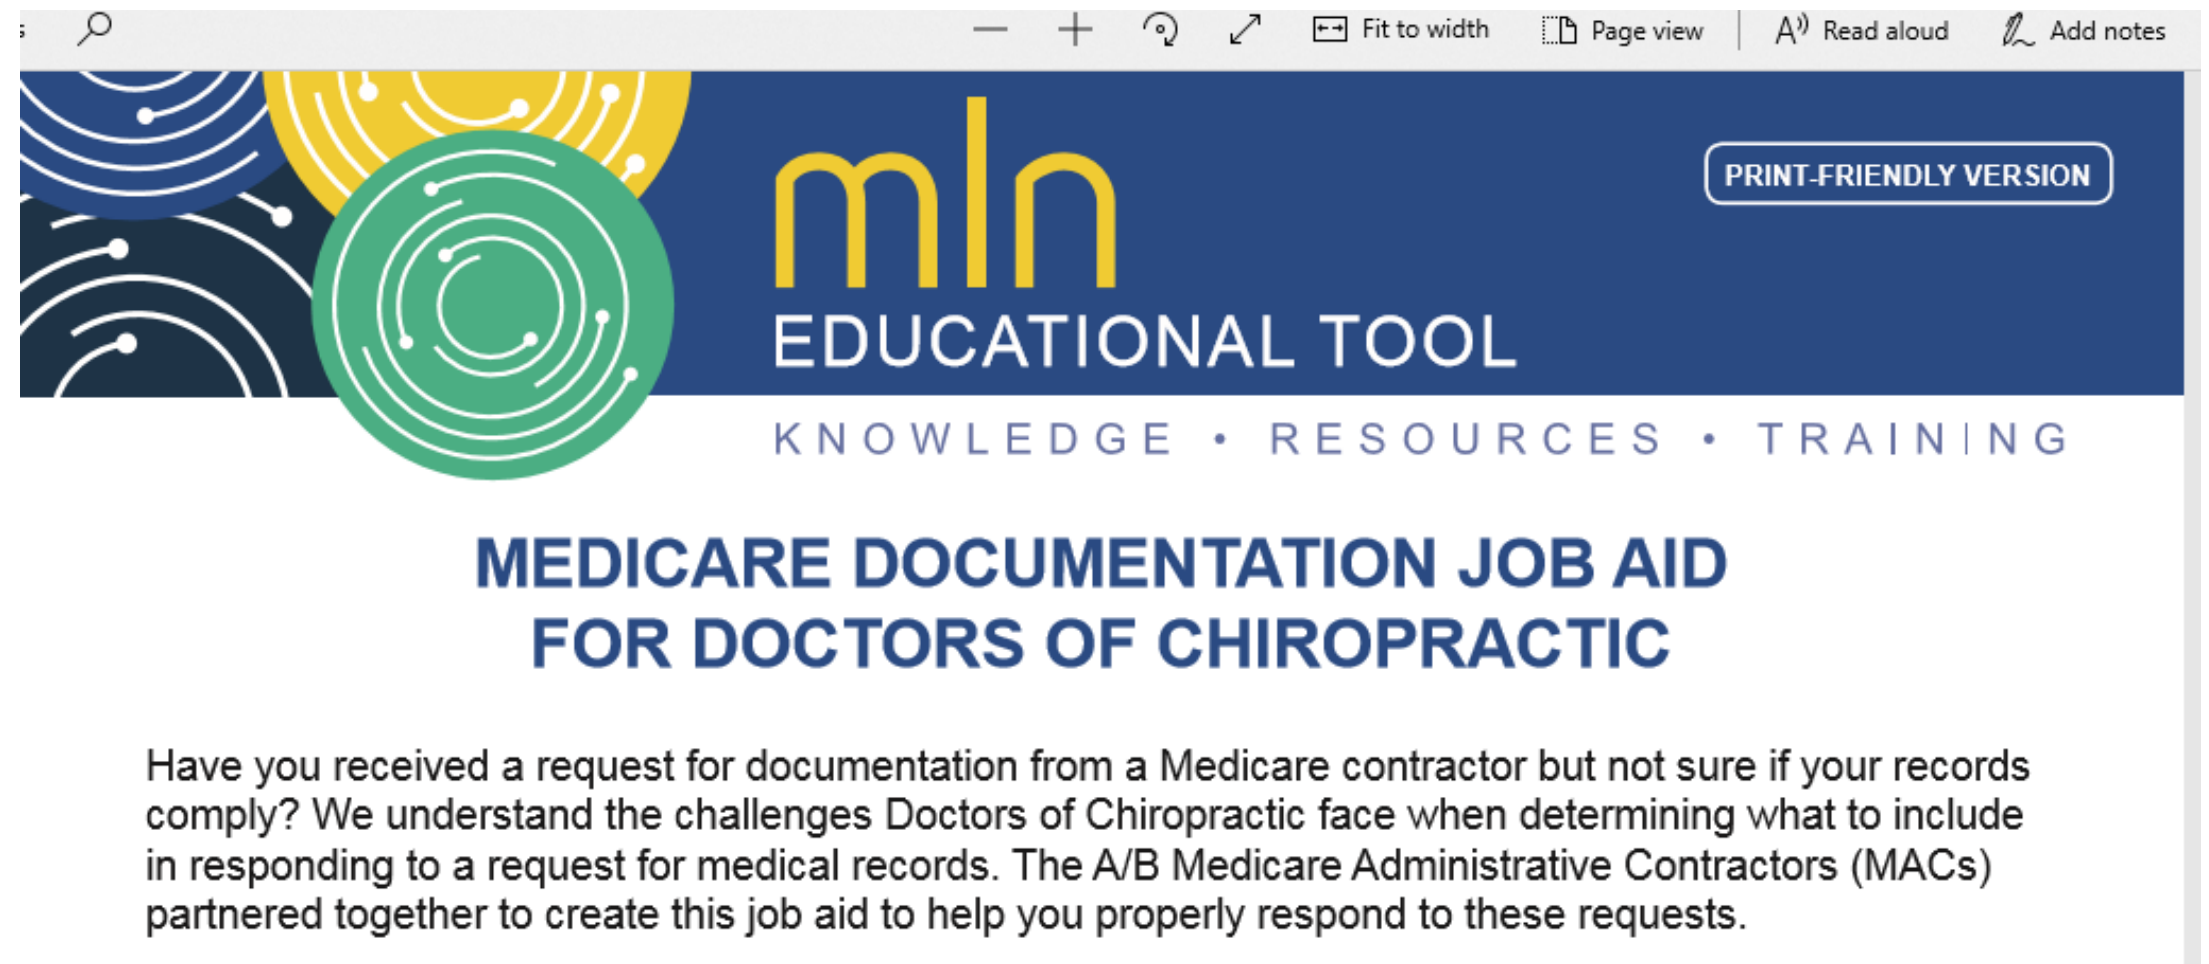 Fit to width Page view Read aloud Add notes
mln
PRINT-FRIENDLY VERSION
EDUCATIONAL TOOL
KNOWLEDGE • RESOURCES • TRAINING
MEDICARE DOCUMENTATION JOB AID
FOR DOCTORS OF CHIROPRACTIC
Have you received a request for documentation from a Medicare contractor but not sure if your records
comply? We understand the challenges Doctors of Chiropractic face when determining what to include
in responding to a request for medical records. The A/B Medicare Administrative Contractors (MACs)
partnered together to create this job aid to help you properly respond to these requests.